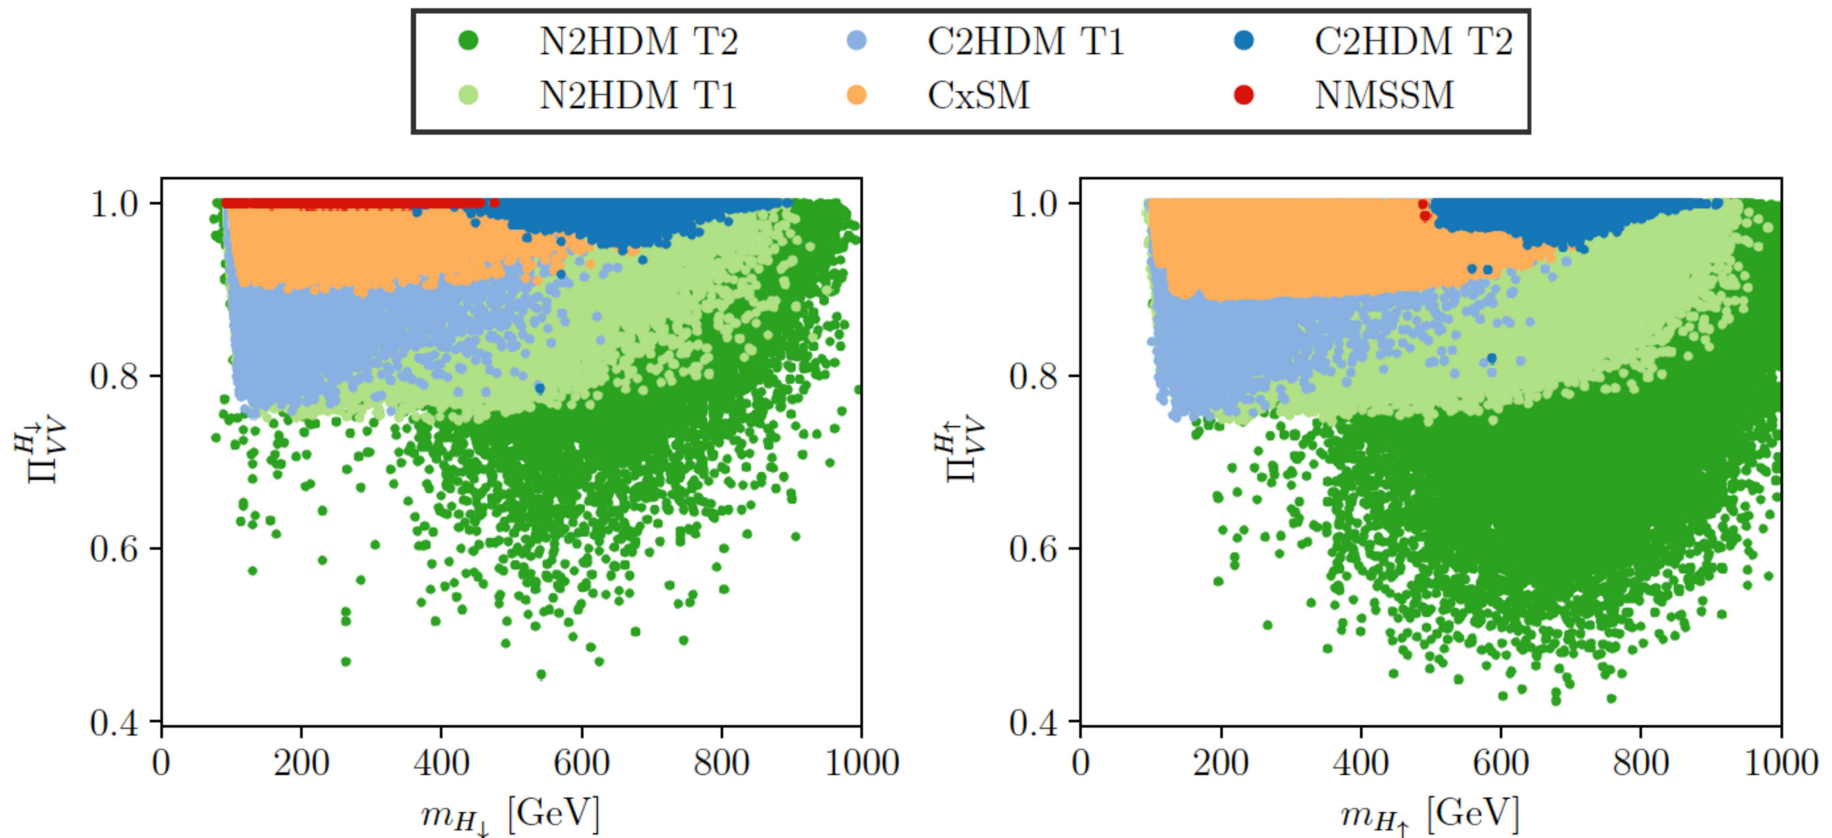 N2HDM T2 C2HDM T1 C2HDM T2
N2HDM T1 CxSM NMSSM
1.0
0.8
0.6
0.4
0 200 400 600 800 1000
Π_{VV}^{H↓}
m_{H↓} [GeV]
1.0
0.8
0.6
0.4
0 200 400 600 800 1000
Π_{VV}^{H↑}
m_{H↑} [GeV]